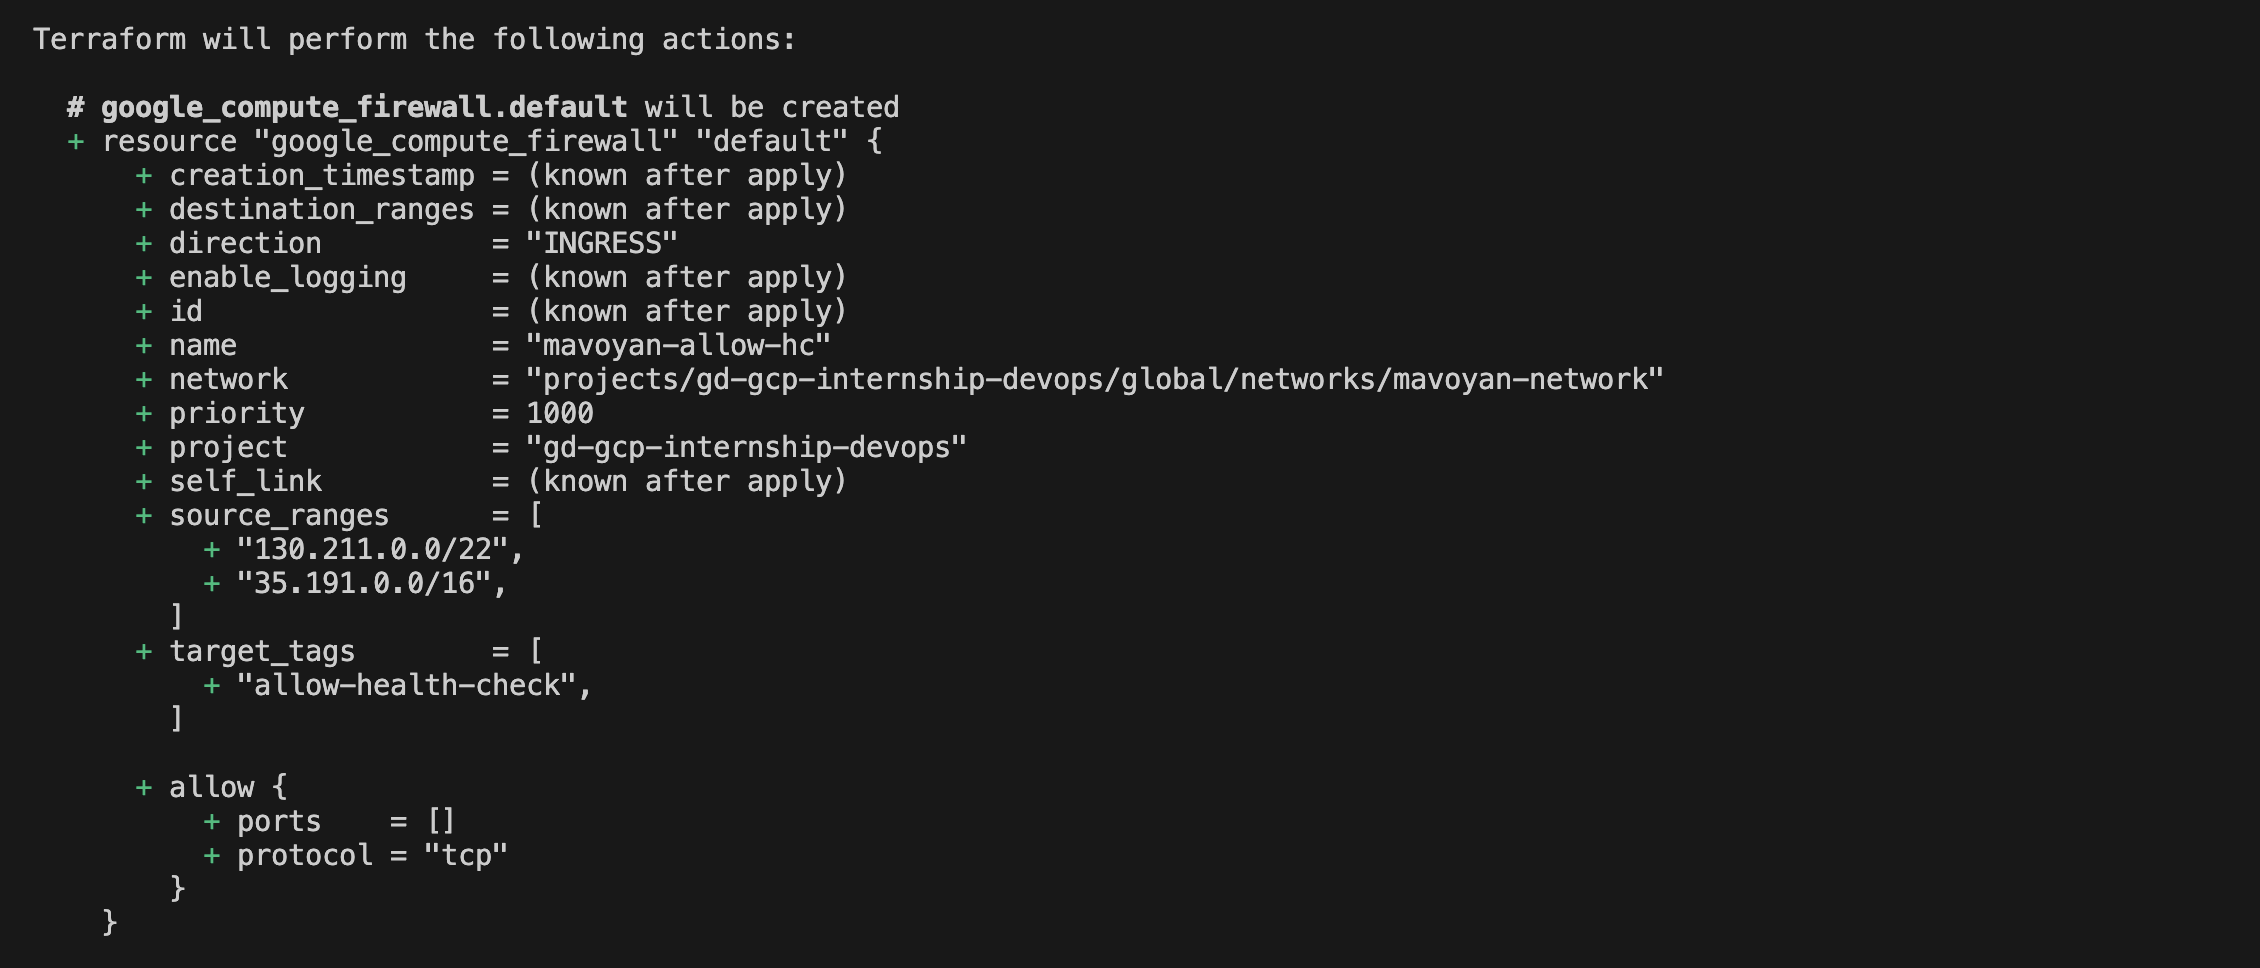 Terraform will perform the following actions:
# google_compute_firewall.default will be created
+ resource "google_compute_firewall" "default" {
+ creation_timestamp = (known after apply)
+ destination_ranges = (known after apply)
+ direction = "INGRESS"
+ enable_logging = (known after apply)
+ id = (known after apply)
+ name = "mavoyan-allow-hc"
+ network = "projects/gd-gcp-internship-devops/global/networks/mavoyan-network"
+ priority = 1000
+ project = "gd-gcp-internship-devops"
+ self_link = (known after apply)
+ source_ranges = [
+ "130.211.0.0/22",
+ "35.191.0.0/16",
]
+ target_tags = [
+ "allow-health-check",
]
+ allow {
+ ports = []
+ protocol = "tcp"
}
}